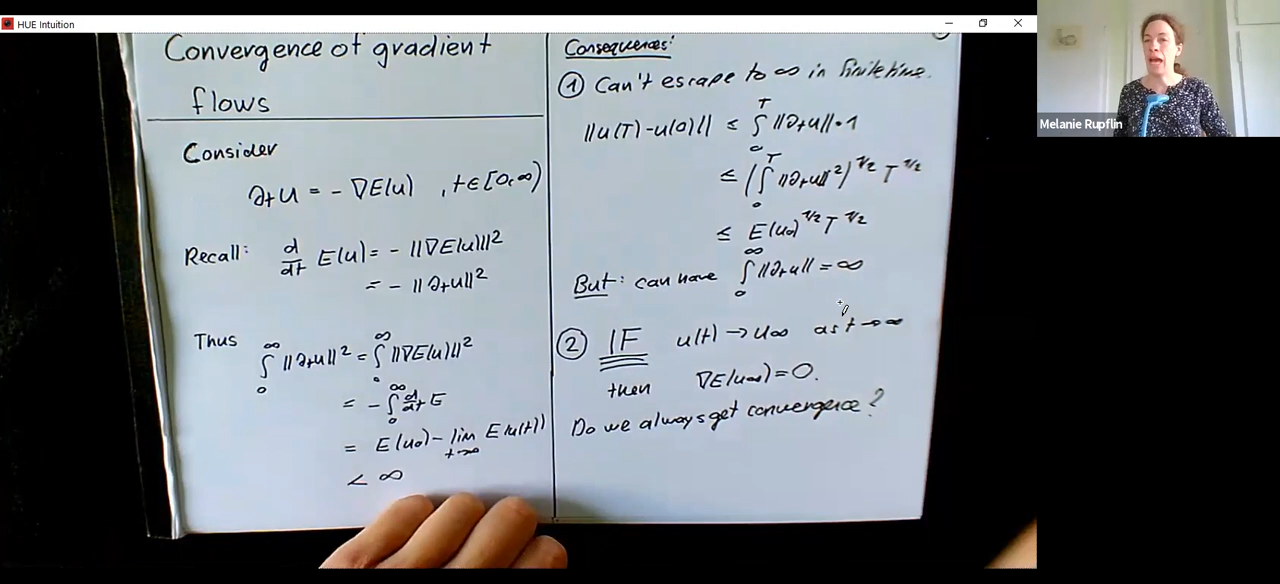 HUE Intuition
Melanie Rupflin
Convergence of gradient
flows
Consider
∂tu = - ∇E(u) , t∈[0,∞)
Recall: d/dt E(u) = - ||∇E(u)||²
= - ||∂tu||²
Thus
∫₀^∞ ||∂tu||² = ∫₀^∞ ||∇E(u)||²
= - ∫₀^∞ d/dt E
= E(u₀) - lim t→∞ E(u(t))
< ∞
Consequences:
① Can't escape to ∞ in finite time.
||u(T)-u(0)|| ≤ ∫₀^T ||∂tu||·1
≤ (∫₀^T ||∂tu||²)^1/2 T^1/2
≤ E(u₀)^1/2 T^1/2
But: can have ∫₀^∞ ||∂tu|| = ∞
② IF u(t) → u∞ as t→∞
then ∇E(u∞) = 0.
Do we always get convergence?